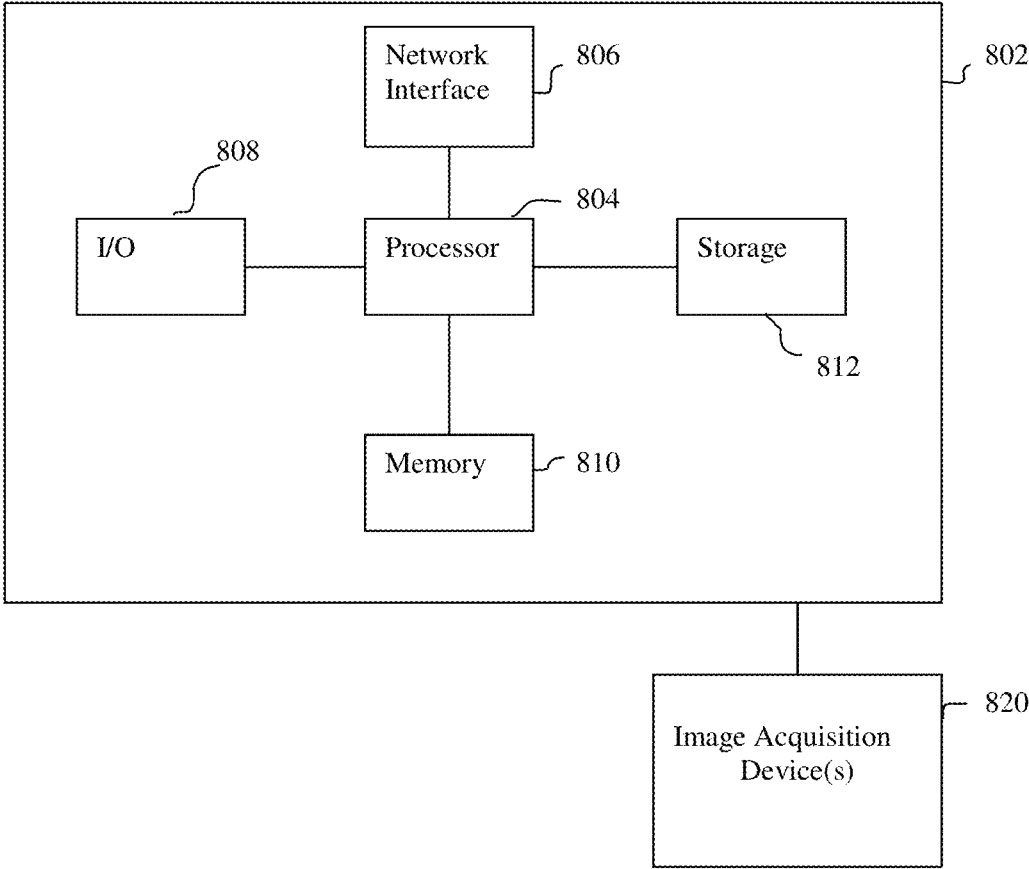 Network
Interface
806
802
808
804
I/O
Processor
Storage
812
Memory
810
820
Image Acquisition
Device(s)